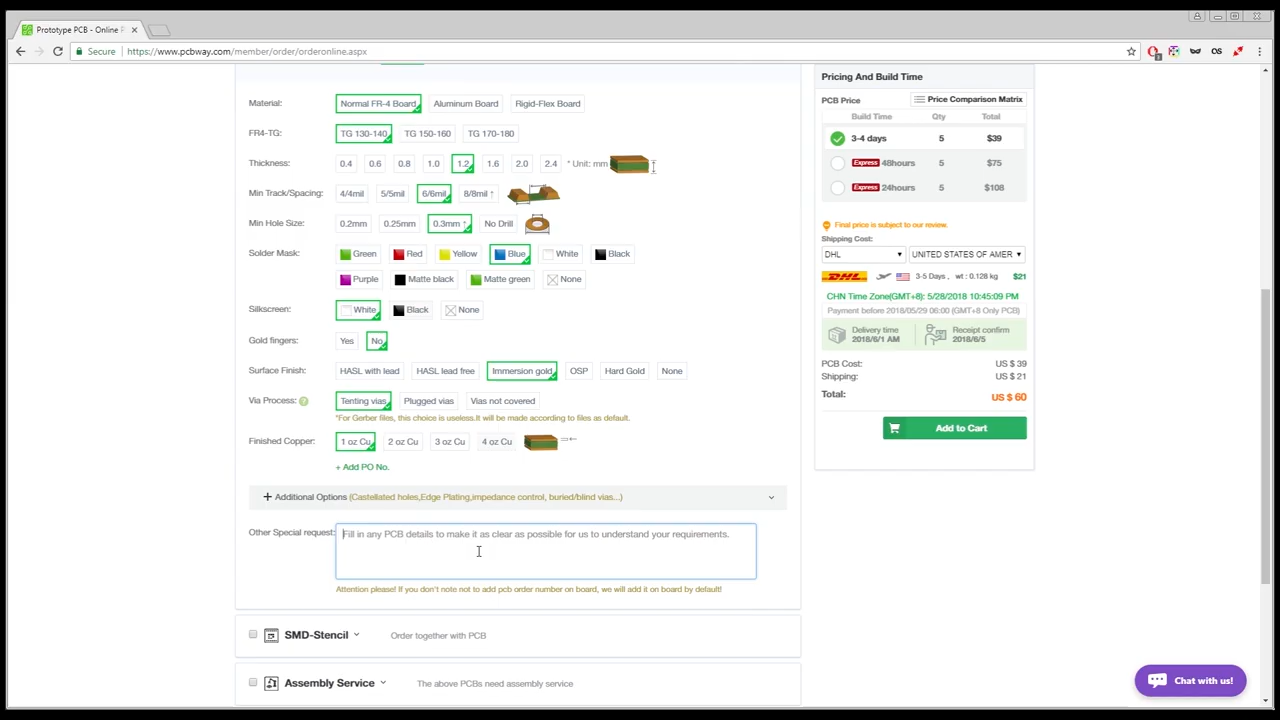 Prototype PCB - Online P
Secure
https://www.pcbway.com/member/order/orderonline.aspx
Material: Normal FR-4 Board Aluminum Board Rigid-Flex Board
FR4-TG: TG 130-140 TG 150-160 TG 170-180
Thickness: 0.4 0.6 0.8 1.0 1.2 1.6 2.0 2.4 * Unit: mm
Min Track/Spacing: 4/4mil 5/5mil 6/6mil 8/8mil ↑
Min Hole Size: 0.2mm 0.25mm 0.3mm ↑ No Drill
Solder Mask: Green Red Yellow Blue White Black
Purple Matte black Matte green None
Silkscreen: White Black None
Gold fingers: Yes No
Surface Finish: HASL with lead HASL lead free Immersion gold OSP Hard Gold None
Via Process: ? Tenting vias Plugged vias Vias not covered
*For Gerber files, this choice is useless.It will be made according to files as default.
Finished Copper: 1 oz Cu 2 oz Cu 3 oz Cu 4 oz Cu
+ Add PO No.
+ Additional Options (Castellated holes,Edge Plating,impedance control, buried/blind vias...)
Other Special request: Fill in any PCB details to make it as clear as possible for us to understand your requirements.
Attention please! If you don't note not to add pcb order number on board, we will add it on board by default!
SMD-Stencil Order together with PCB
Assembly Service The above PCBs need assembly service
Pricing And Build Time
PCB Price Price Comparison Matrix
Build Time Qty Total
3-4 days 5 $39
Express 48hours 5 $75
Express 24hours 5 $108
Final price is subject to our review.
Shipping Cost:
DHL UNITED STATES OF AMER
DHL 3-5 Days , wt : 0.128 kg $21
CHN Time Zone(GMT+8): 5/28/2018 10:45:09 PM
Payment before 2018/05/29 06:00 (GMT+8 Only PCB)
Delivery time Receipt confirm
2018/6/1 AM 2018/6/5
PCB Cost: US $ 39
Shipping: US $ 21
Total: US $ 60
Add to Cart
Chat with us!